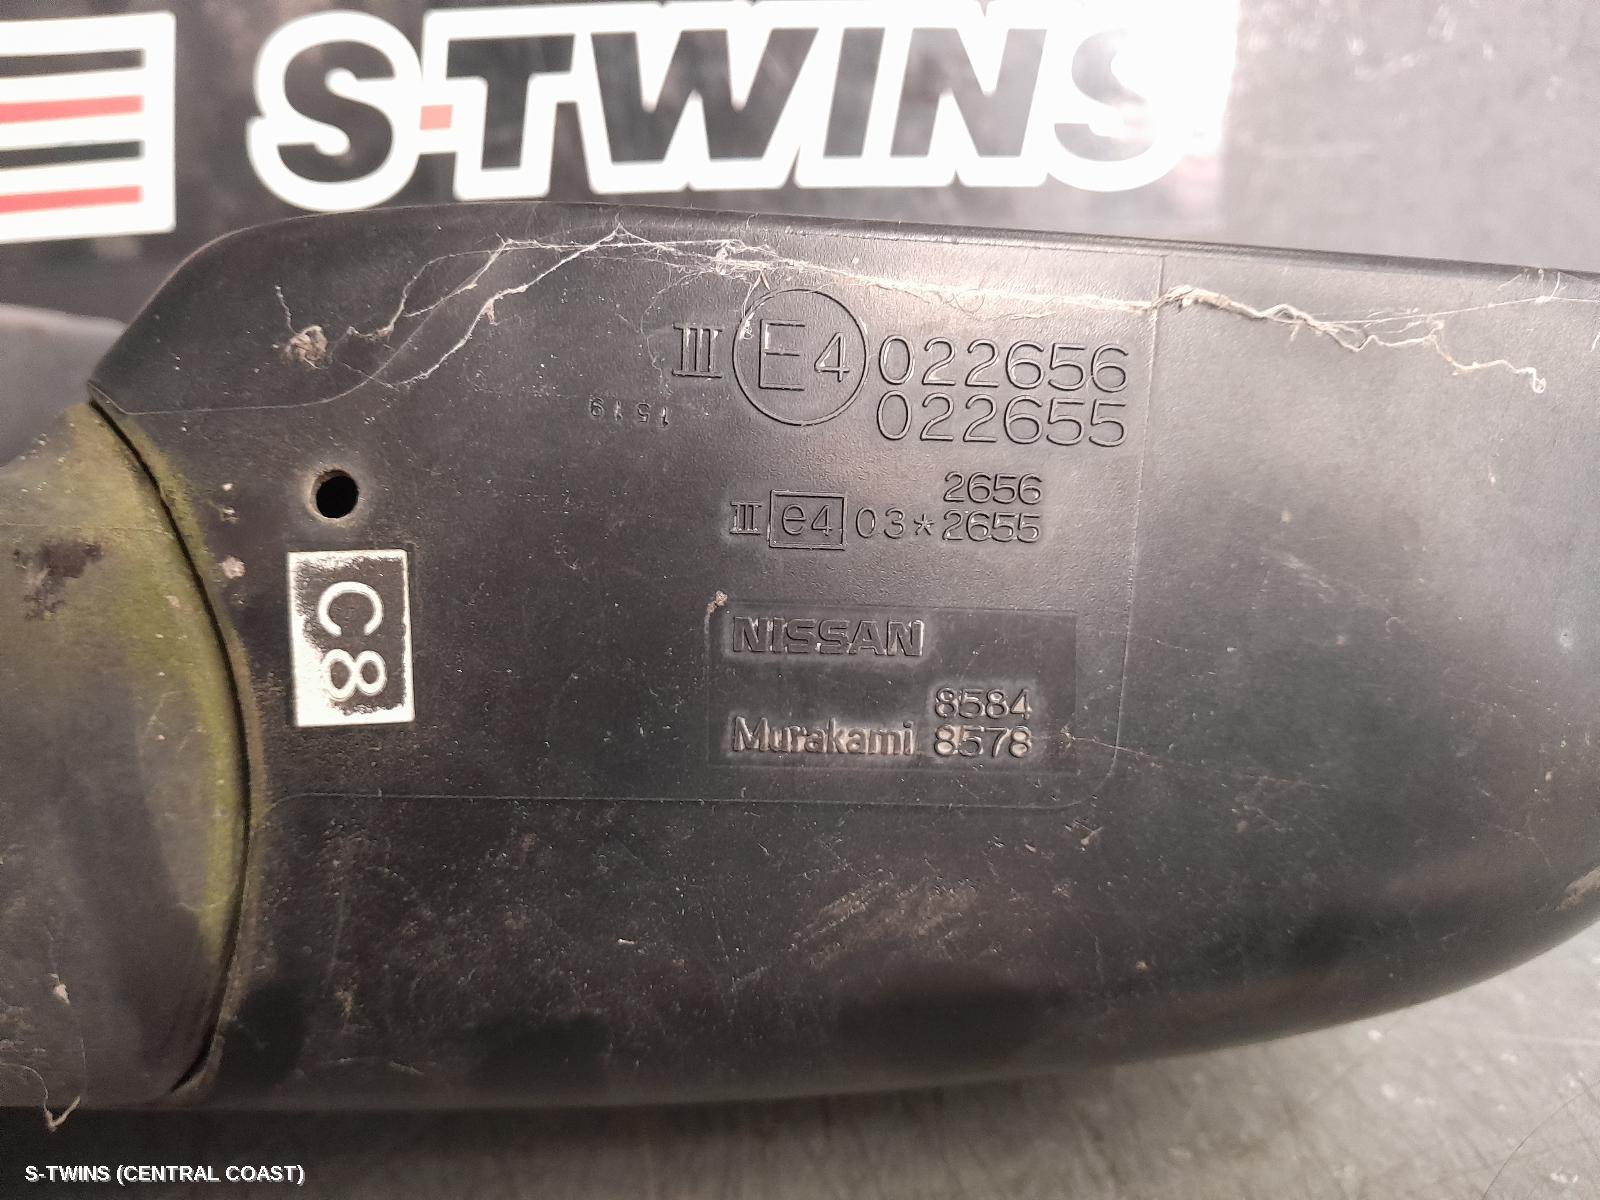 S-TWINS
III E4 022656
022655
1519
2656
III e4 03*2655
C8
NISSAN
8584
Murakami 8578
S-TWINS (CENTRAL COAST)